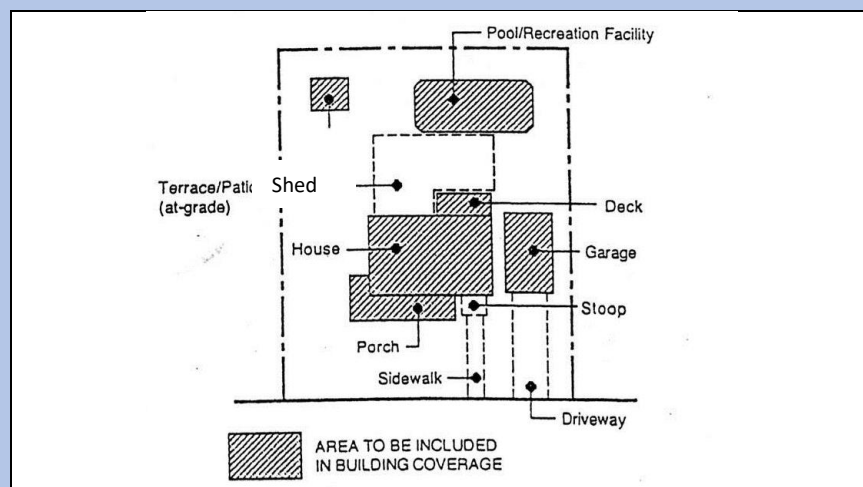 Pool/Recreation Facility
Terrace/Patic Shed
(at-grade)
Deck
House
Garage
Stoop
Porch
Sidewalk
Driveway
AREA TO BE INCLUDED
IN BUILDING COVERAGE